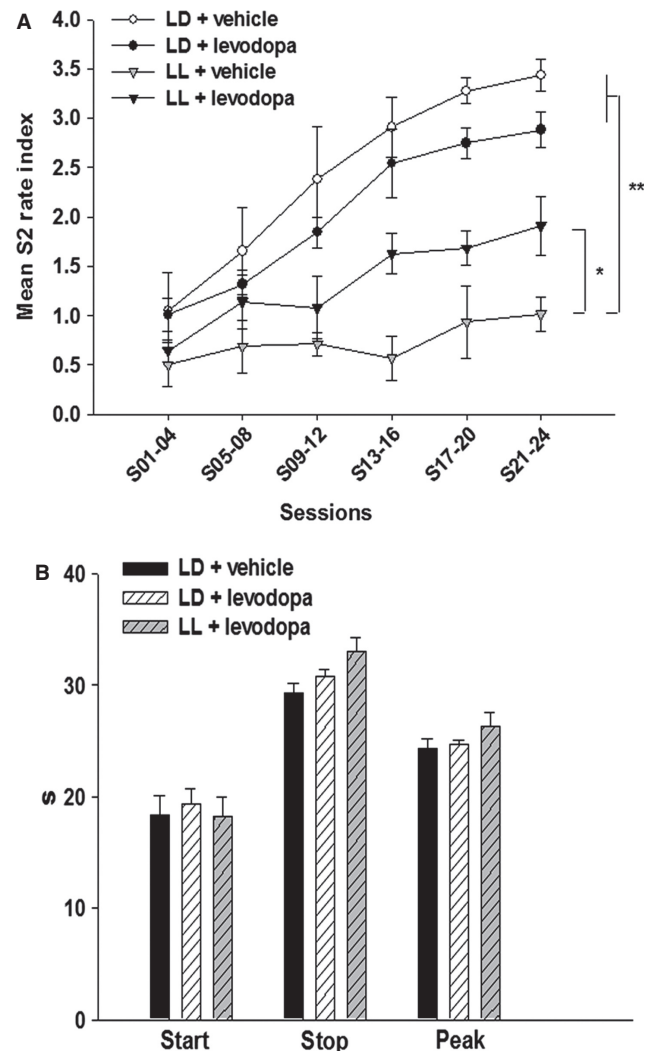 A
LD + vehicle
LD + levodopa
LL + vehicle
LL + levodopa
4.0
3.5
3.0
2.5
2.0
1.5
1.0
0.5
0.0
Mean S2 rate index
**
*
S01-04 S05-08 S09-12 S13-16 S17-20 S21-24
Sessions
B
LD + vehicle
LD + levodopa
LL + levodopa
40
30
20
10
0
s
Start Stop Peak